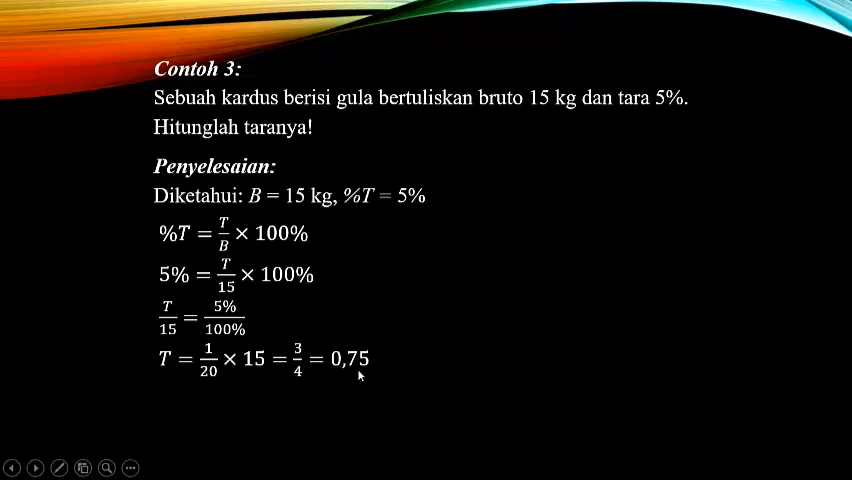 Contoh 3:
Sebuah kardus berisi gula bertuliskan bruto 15 kg dan tara 5%.
Hitunglah taranya!
Penyelesaian:
Diketahui: B = 15 kg, %T = 5%
%T = T/B × 100%
5% = T/15 × 100%
T/15 = 5%/100%
T = 1/20 × 15 = 3/4 = 0,75